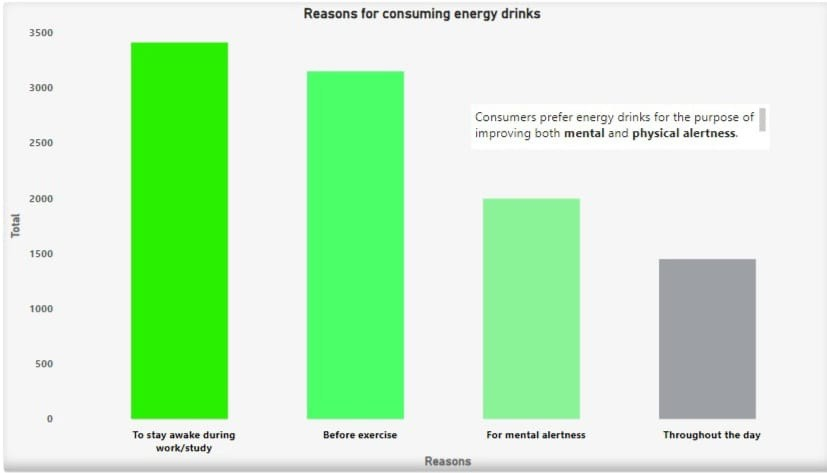 Reasons for consuming energy drinks
3500
3000
2500
2000
1500
1000
500
0
Total
Consumers prefer energy drinks for the purpose of
improving both mental and physical alertness.
To stay awake during
work/study
Before exercise
For mental alertness
Throughout the day
Reasons